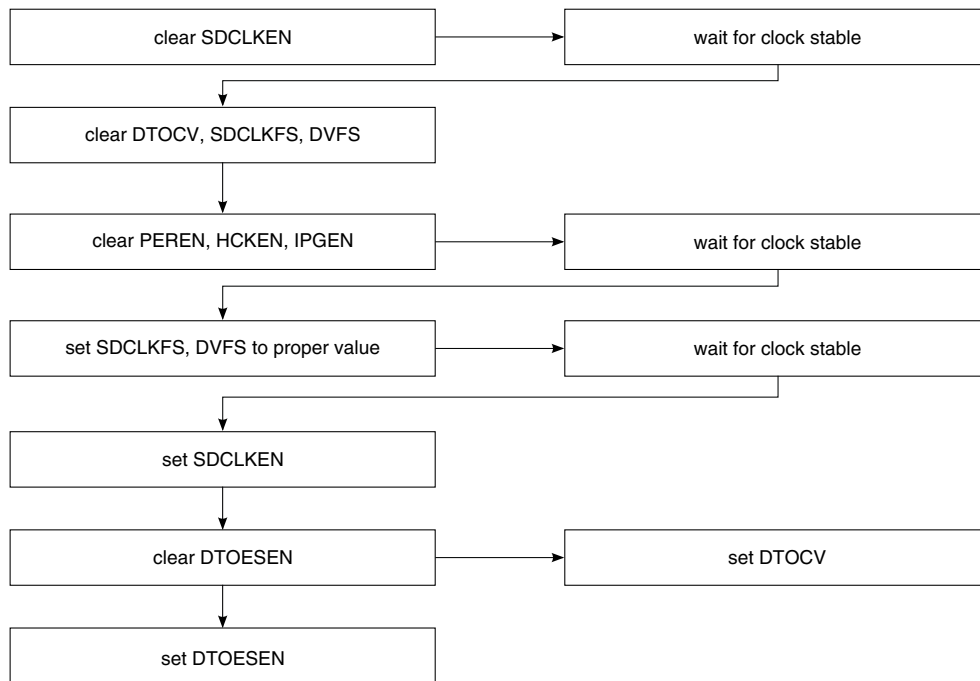 clear SDCLKEN
wait for clock stable
clear DTOCV, SDCLKFS, DVFS
clear PEREN, HCKEN, IPGEN
wait for clock stable
set SDCLKFS, DVFS to proper value
wait for clock stable
set SDCLKEN
clear DTOESEN
set DTOCV
set DTOESEN